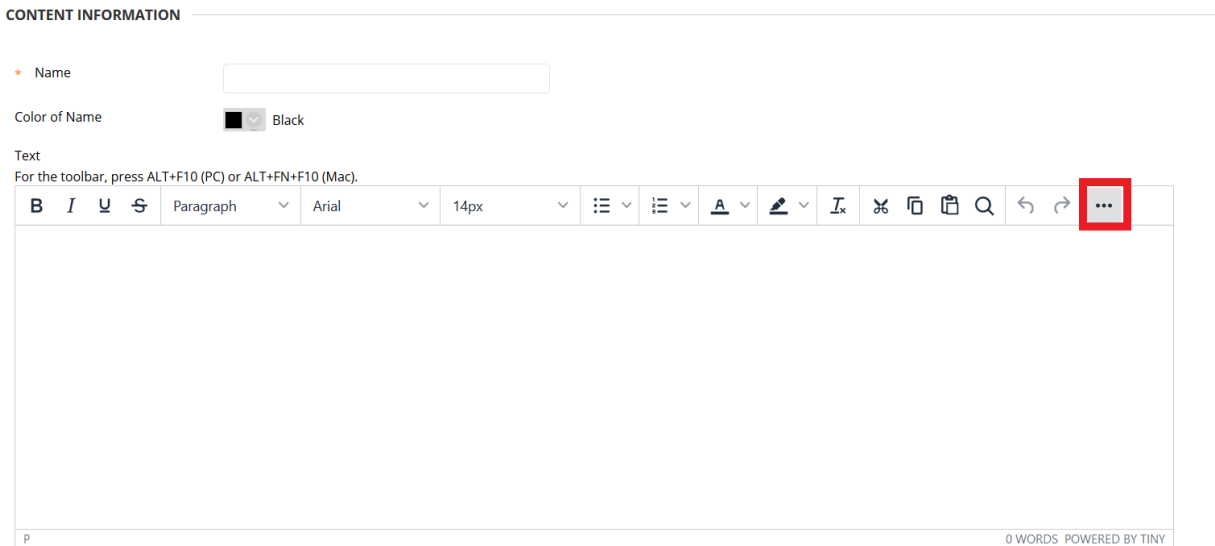 CONTENT INFORMATION
* Name
Color of Name Black
Text
For the toolbar, press ALT+F10 (PC) or ALT+FN+F10 (Mac).
B I U S Paragraph Arial 14px A
P 0 WORDS POWERED BY TINY